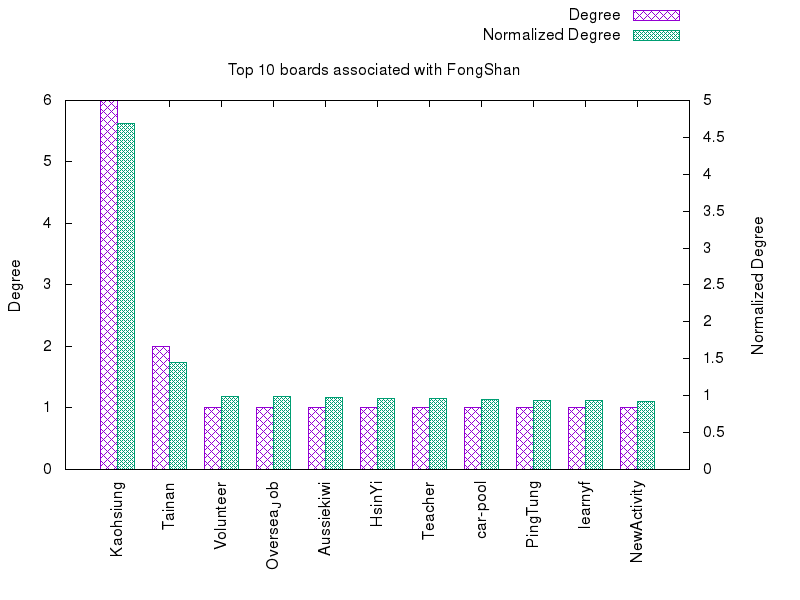 Degree
Normalized Degree
Top 10 boards associated with FongShan
6
5
4
3
2
1
0
5
4.5
4
3.5
3
2.5
2
1.5
1
0.5
0
Degree
Normalized Degree
Kaohsiung
Tainan
Volunteer
OverseaJob
Aussiekiwi
HsinYi
Teacher
car-pool
PingTung
learnyf
NewActivity